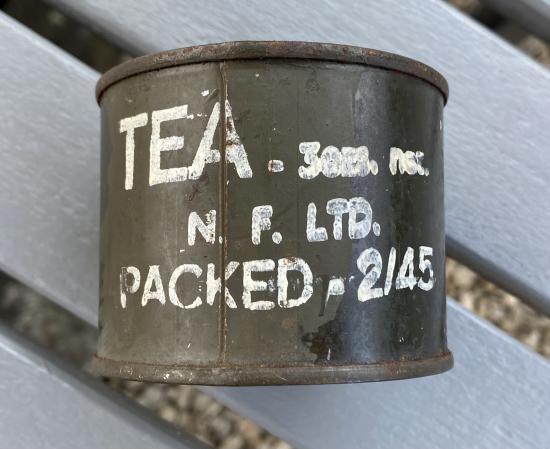 TEA - 3ozs. net.
N. F. LTD.
PACKED - 2/45